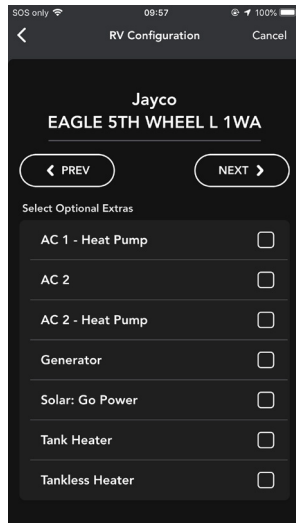 SOS only 09:57 100%
RV Configuration Cancel
Jayco
EAGLE 5TH WHEEL L 1WA
PREV NEXT
Select Optional Extras
AC 1 - Heat Pump
AC 2
AC 2 - Heat Pump
Generator
Solar: Go Power
Tank Heater
Tankless Heater